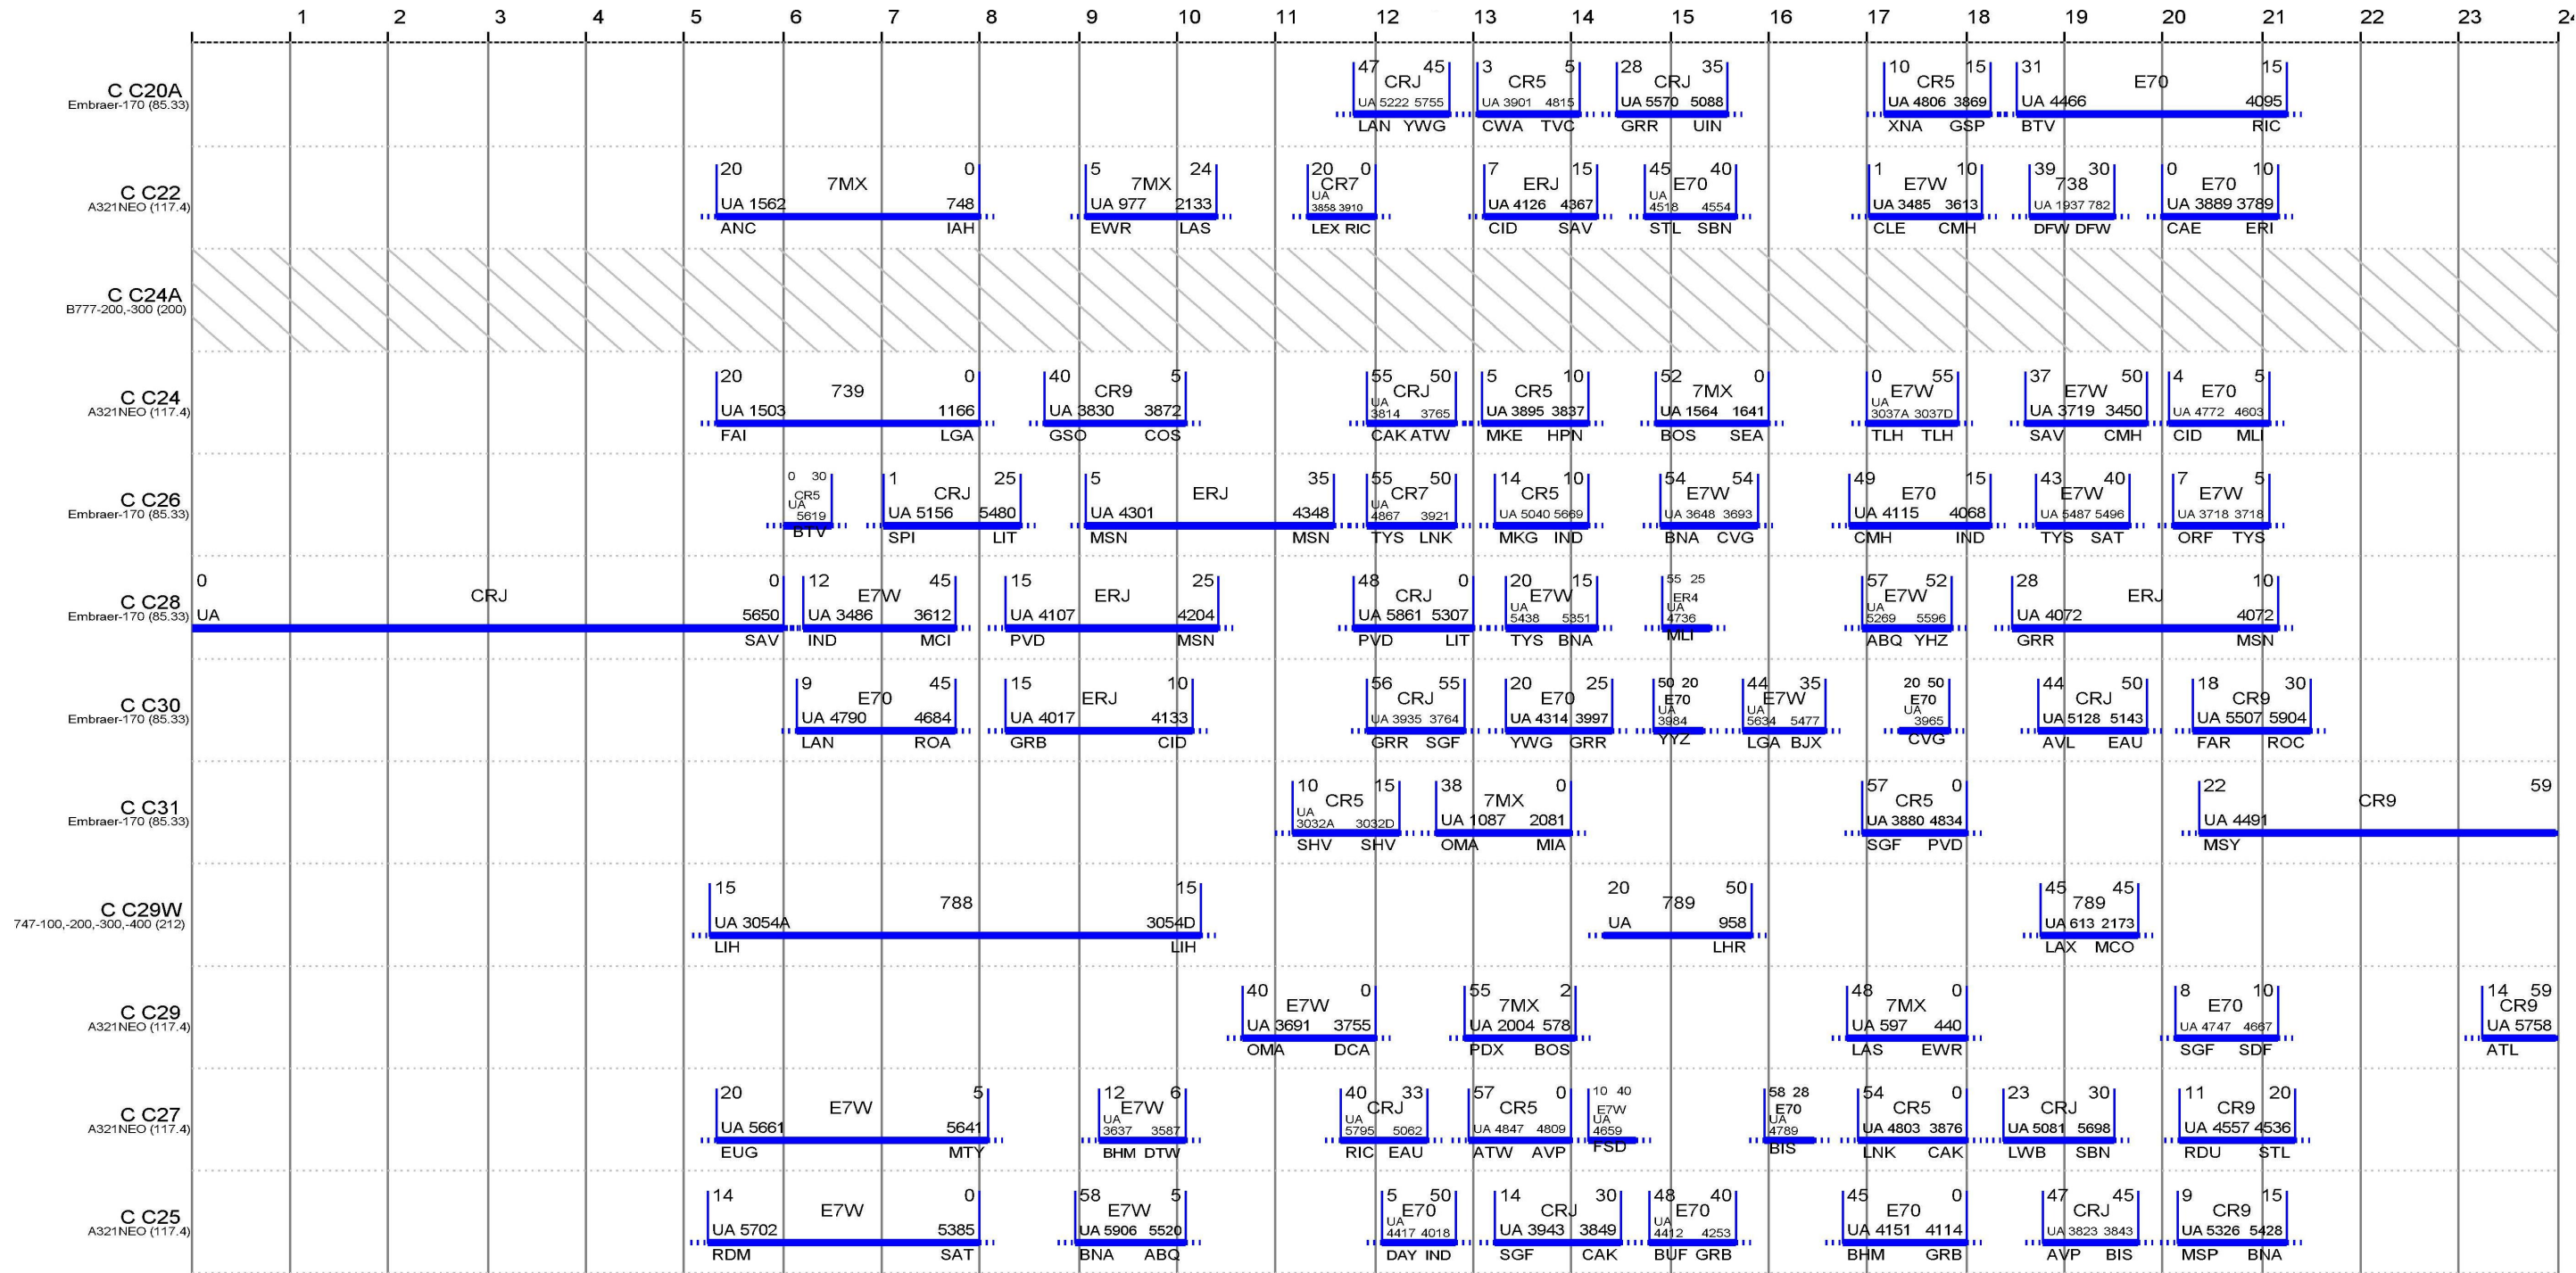 1 2 3 4 5 6 7 8 9 10 11 12 13 14 15 16 17 18 19 20 21 22 23 24
C C20A
Embraer-170 (85.33)
47 45 3 5 28 35 10 15 31 15
CRJ CR5 CRJ CR5 E70
UA 5222 5755 UA 3901 4815 UA 5570 5088 UA 4806 3869 UA 4466 4095
LAN YWG CWA TVC GRR UIN XNA GSP BTV RIC
C C22
A321NEO (117.4)
20 0 5 24 20 0 7 15 45 40 1 10 39 30 0 10
7MX 7MX CR7 ERJ E70 E7W 738 E70
UA 1562 748 UA 977 2133 UA 3858 3910 UA 4126 4367 UA 4518 4554 UA 3485 3613 UA 1937 782 UA 3889 3789
ANC IAH EWR LAS LEX RIC CID SAV STL SBN CLE CMH DFW DFW CAE ERI
C C24A
B777-200,-300 (200)
C C24
A321NEO (117.4)
20 0 40 5 55 50 5 10 52 0 0 55 37 50 4 5
739 CR9 CRJ CR5 7MX E7W E7W E70
UA 1503 1166 UA 3830 3872 UA 3814 3765 UA 3895 3837 UA 1564 1641 UA 3037A 3037D UA 3719 3450 UA 4772 4603
FAI LGA GSO COS CAK ATW MKE HPN BOS SEA TLH TLH SAV CMH CID MLI
C C26
Embraer-170 (85.33)
0 30 1 25 5 35 55 50 14 10 54 54 49 15 43 40 7 5
CR5 CRJ ERJ CR7 CR5 E7W E70 E7W E7W
UA 5619 UA 5156 5480 UA 4301 4348 UA 4867 3921 UA 5040 5669 UA 3648 3693 UA 4115 4068 UA 5487 5496 UA 3718 3718
BTV SPI LIT MSN MSN TYS LNK MKG IND BNA CVG CMH IND TYS SAT ORF TYS
C C28
Embraer-170 (85.33)
0 0 12 45 15 25 48 0 20 15 55 25 57 52 28 10
CRJ E7W ERJ CRJ E7W ER4 E7W ERJ
UA 5650 UA 3486 3612 UA 4107 4204 UA 5861 5307 UA 5438 5351 UA 4736 UA 5269 5596 UA 4072 4072
SAV IND MCI PVD MSN PVD LIT TYS BNA MLI ABQ YHZ GRR MSN
C C30
Embraer-170 (85.33)
9 45 15 10 56 55 20 25 50 20 44 35 20 50 44 50 18 30
E70 ERJ CRJ E70 E70 E7W E70 CRJ CR9
UA 4790 4684 UA 4017 4133 UA 3935 3764 UA 4314 3997 UA 3984 UA 5634 5477 UA 3965 UA 5128 5143 UA 5507 5904
LAN ROA GRB CID GRR SGF YWG GRR YYZ LGA BJX CVG AVL EAU FAR ROC
C C31
Embraer-170 (85.33)
10 15 38 0 57 0 22 59
CR5 7MX CR5 CR9
UA 3032A 3032D UA 1087 2081 UA 3880 4834 UA 4491
SHV SHV OMA MIA SGF PVD MSY
C C29W
747-100,-200,-300,-400 (212)
15 15 20 50 45 45
788 789 789
UA 3054A 3054D UA 958 UA 613 2173
LIH LIH LHR LAX MCO
C C29
A321NEO (117.4)
40 0 55 2 48 0 8 10 14 59
E7W 7MX 7MX E70 CR9
UA 3691 3755 UA 2004 578 UA 597 440 UA 4747 4667 UA 5758
OMA DCA PDX BOS LAS EWR SGF SDF ATL
C C27
A321NEO (117.4)
20 5 12 6 40 33 57 0 10 40 58 28 54 0 23 30 11 20
E7W E7W CRJ CR5 E7W E70 CR5 CRJ CR9
UA 5661 5641 UA 3637 3587 UA 5795 5062 UA 4847 4809 UA 4659 UA 4789 UA 4803 3876 UA 5081 5698 UA 4557 4536
EUG MTY BHM DTW RIC EAU ATW AVP FSD BIS LNK CAK LWB SBN RDU STL
C C25
A321NEO (117.4)
14 0 58 5 5 50 14 30 48 40 45 0 47 45 9 15
E7W E7W E70 CRJ E70 E70 CRJ CR9
UA 5702 5385 UA 5906 5520 UA 4417 4018 UA 3943 3849 UA 4412 4253 UA 4151 4114 UA 3823 3843 UA 5326 5428
RDM SAT BNA ABQ DAY IND SGF CAK BUF GRB BHM GRB AVP BIS MSP BNA